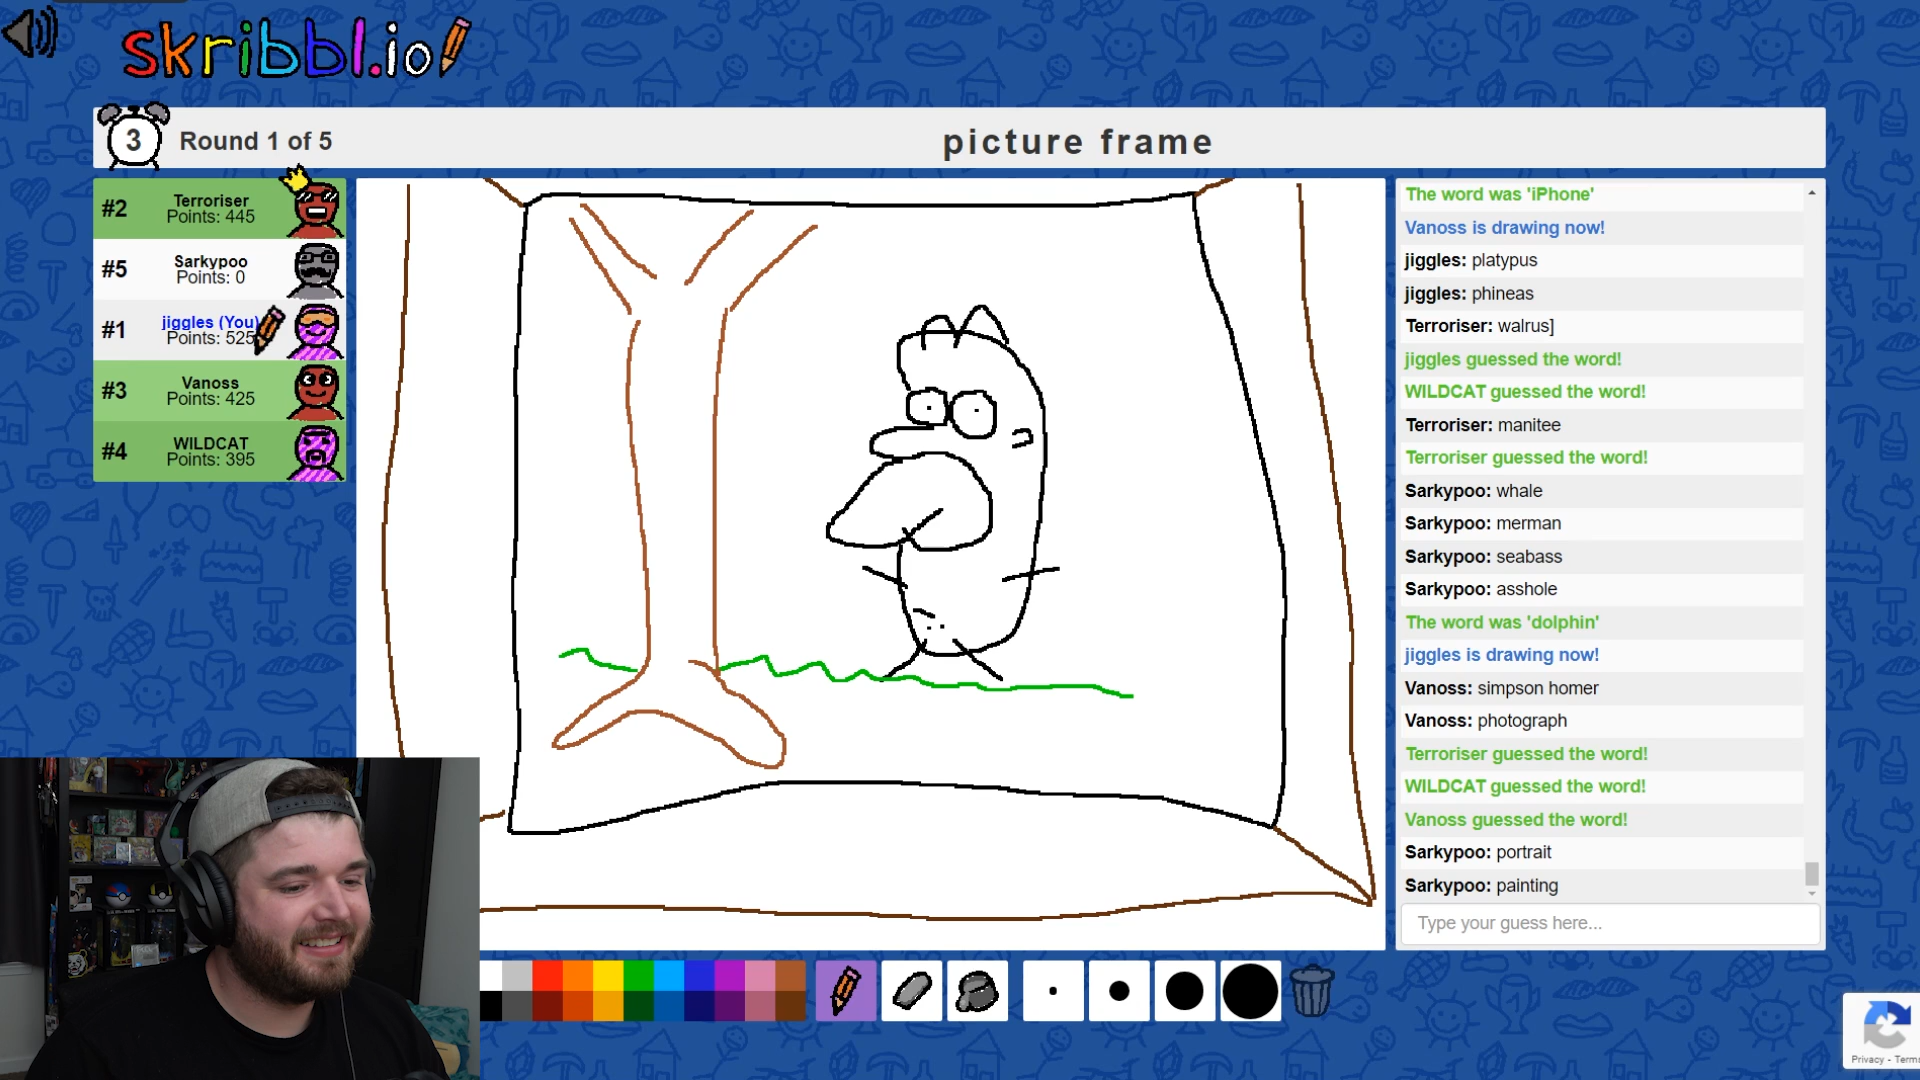 skribbl.io
3
Round 1 of 5
picture frame
#2
Terroriser
Points: 445
#5
Sarkypoo
Points: 0
#1
jiggles (You)
Points: 525
#3
Vanoss
Points: 425
#4
WILDCAT
Points: 395
The word was 'iPhone'
Vanoss is drawing now!
jiggles: platypus
jiggles: phineas
Terroriser: walrus]
jiggles guessed the word!
WILDCAT guessed the word!
Terroriser: manitee
Terroriser guessed the word!
Sarkypoo: whale
Sarkypoo: merman
Sarkypoo: seabass
Sarkypoo: asshole
The word was 'dolphin'
jiggles is drawing now!
Vanoss: simpson homer
Vanoss: photograph
Terroriser guessed the word!
WILDCAT guessed the word!
Vanoss guessed the word!
Sarkypoo: portrait
Sarkypoo: painting
Type your guess here...
Privacy - Terms